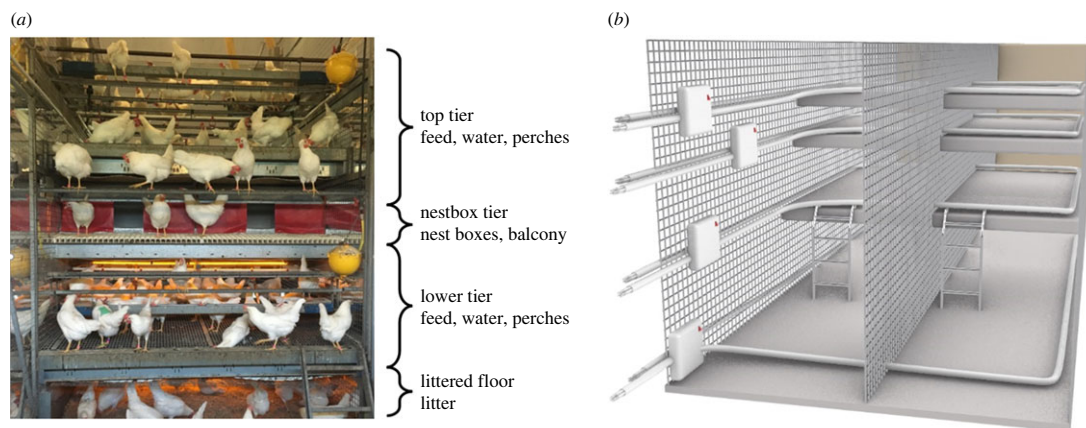 (a)
(b)
top tier
feed, water, perches
nestbox tier
nest boxes, balcony
lower tier
feed, water, perches
littered floor
litter